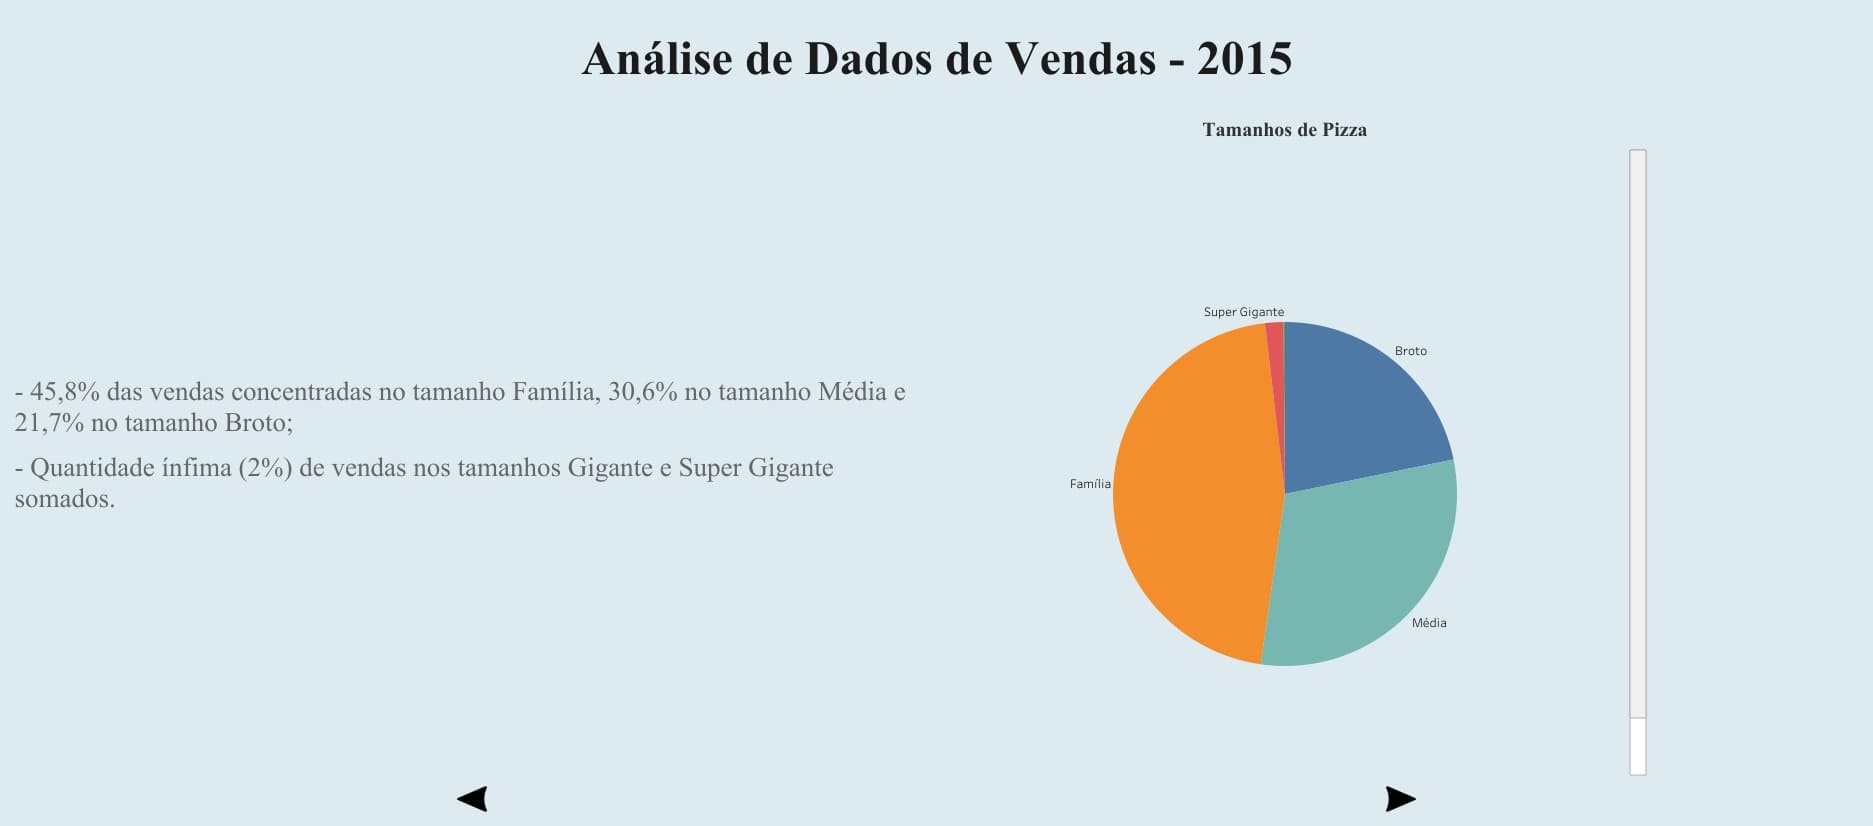 Análise de Dados de Vendas - 2015
Tamanhos de Pizza
- 45,8% das vendas concentradas no tamanho Família, 30,6% no tamanho Média e
21,7% no tamanho Broto;
- Quantidade ínfima (2%) de vendas nos tamanhos Gigante e Super Gigante
somados.
Super Gigante
Broto
Família
Média